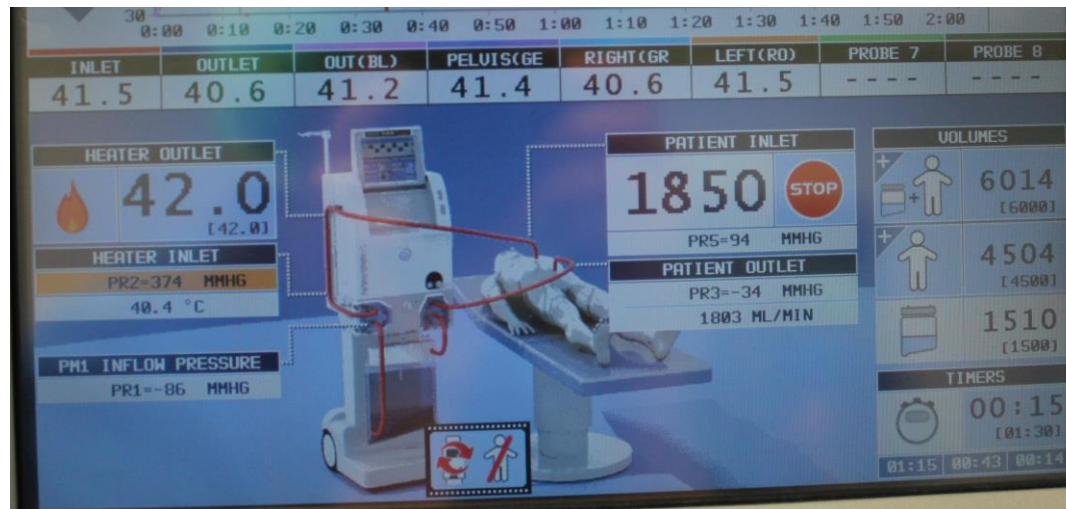 30
0:00 0:10 0:20 0:30 0:40 0:50 1:00 1:10 1:20 1:30 1:40 1:50 2:00
INLET OUTLET OUT(BL) PELVIS(GE RIGHT(GR LEFT(RO) PROBE 7 PROBE 8
41.5 40.6 41.2 41.4 40.6 41.5 ---- ----
HEATER OUTLET
42.0
[42.0]
HEATER INLET
PR2=374 MMHG
40.4 °C
PM1 INFLOW PRESSURE
PR1=-86 MMHG
PATIENT INLET
1850 STOP
PR5=94 MMHG
PATIENT OUTLET
PR3=-34 MMHG
1803 ML/MIN
VOLUMES
6014
[6000]
4504
[4500]
1510
[1500]
TIMERS
00:15
[01:30]
01:15 00:43 00:14